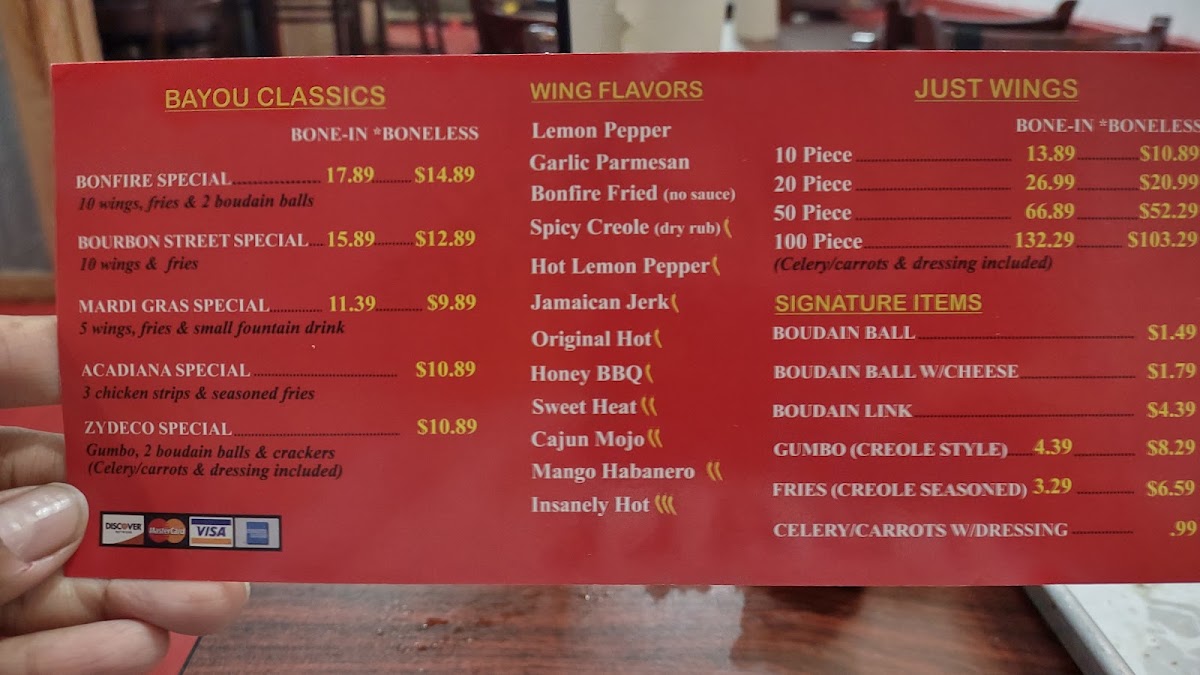 BAYOU CLASSICS
BONE-IN *BONELESS
BONFIRE SPECIAL 17.89 $14.89
10 wings, fries & 2 boudain balls
BOURBON STREET SPECIAL 15.89 $12.89
10 wings & fries
MARDI GRAS SPECIAL 11.39 $9.89
5 wings, fries & small fountain drink
ACADIANA SPECIAL $10.89
3 chicken strips & seasoned fries
ZYDECO SPECIAL $10.89
Gumbo, 2 boudain balls & crackers
(Celery/carrots & dressing included)
DISCOVER MasterCard VISA
WING FLAVORS
Lemon Pepper
Garlic Parmesan
Bonfire Fried (no sauce)
Spicy Creole (dry rub)
Hot Lemon Pepper
Jamaican Jerk
Original Hot
Honey BBQ
Sweet Heat
Cajun Mojo
Mango Habanero
Insanely Hot
JUST WINGS
BONE-IN *BONELESS
10 Piece 13.89 $10.89
20 Piece 26.99 $20.99
50 Piece 66.89 $52.29
100 Piece 132.29 $103.29
(Celery/carrots & dressing included)
SIGNATURE ITEMS
BOUDAIN BALL $1.49
BOUDAIN BALL W/CHEESE $1.79
BOUDAIN LINK $4.39
GUMBO (CREOLE STYLE) 4.39 $8.29
FRIES (CREOLE SEASONED) 3.29 $6.59
CELERY/CARROTS W/DRESSING .99